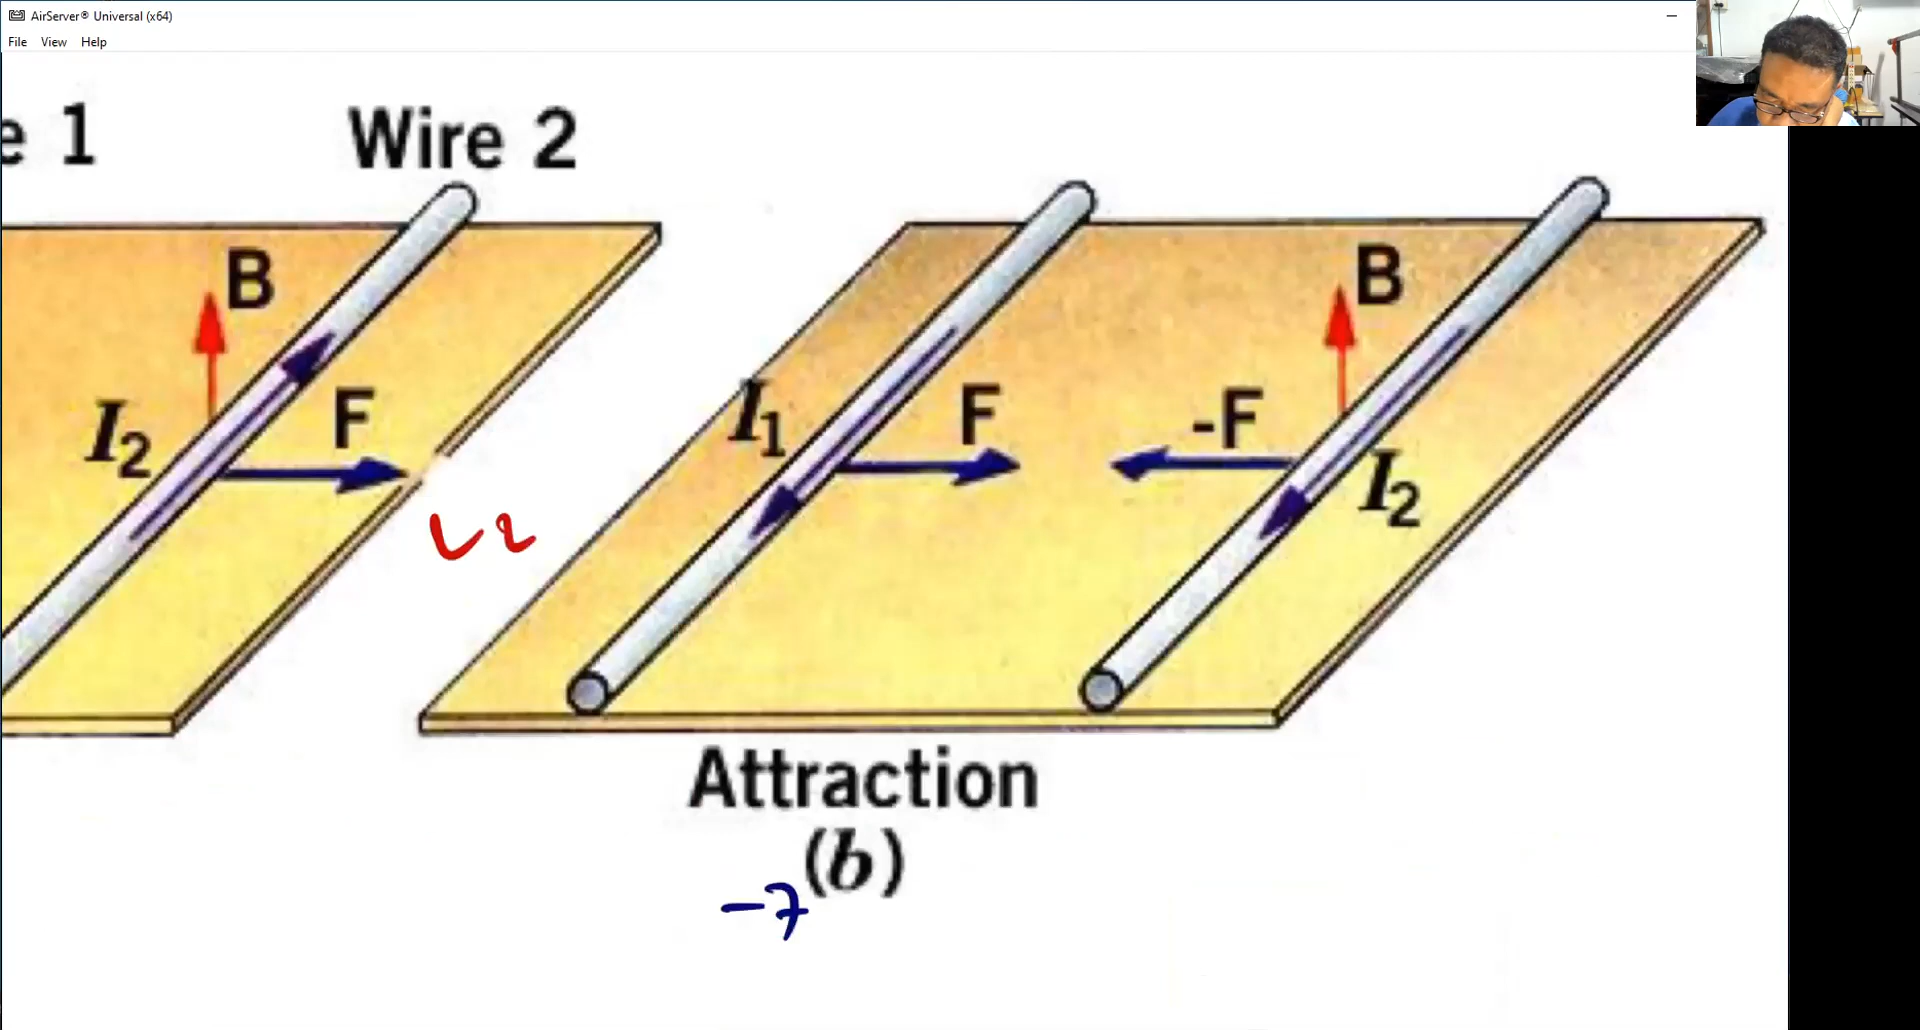 AirServer® Universal (x64)
File View Help
e 1
Wire 2
B
B
I₂
F
I₁
F
-F
I₂
L2
Attraction
(b)
-7